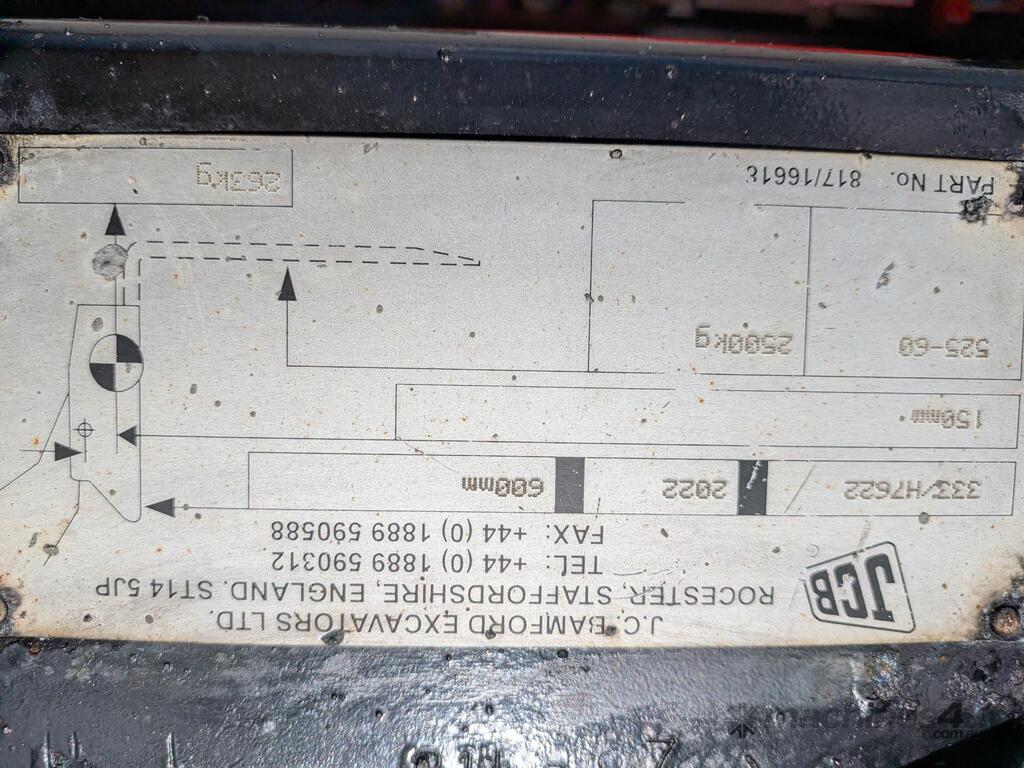 JCB
J.C. BAMFORD EXCAVATORS LTD.
ROCESTER, STAFFORDSHIRE, ENGLAND. ST14 5JP
TEL: +44 (0) 1889 590312
FAX: +44 (0) 1889 590588
333/H7622 2022 600mm
150mm
525-60 2500kg
PART No. 817/16618
263kg